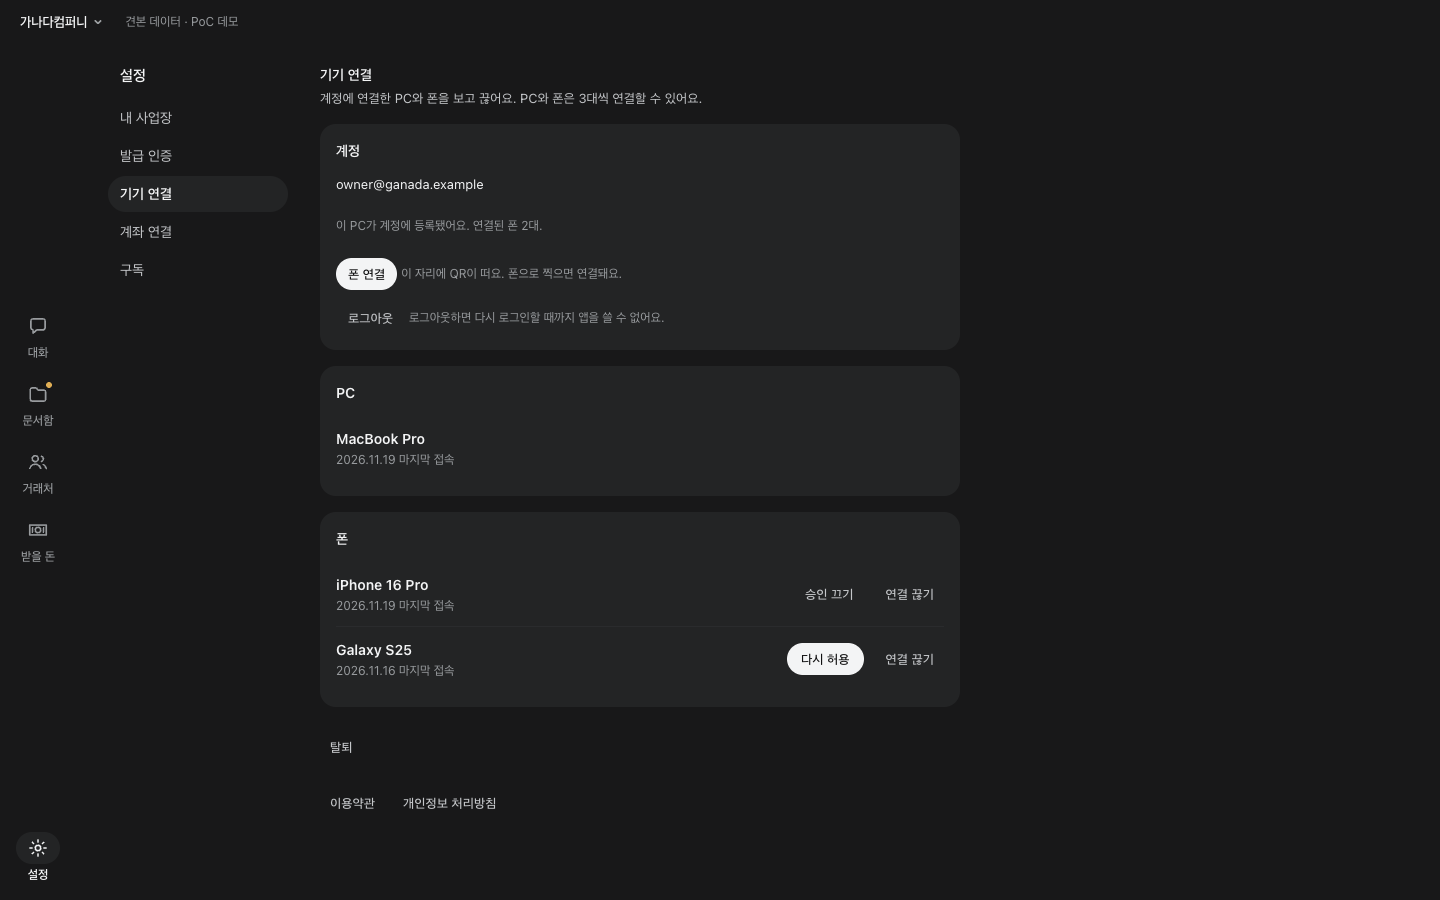 가나다컴퍼니
견본 데이터 · PoC 데모
설정
내 사업장
발급 인증
기기 연결
계좌 연결
구독
대화
문서함
거래처
받을 돈
설정
기기 연결
계정에 연결한 PC와 폰을 보고 끊어요. PC와 폰은 3대씩 연결할 수 있어요.
계정
owner@ganada.example
이 PC가 계정에 등록됐어요. 연결된 폰 2대.
폰 연결 이 자리에 QR이 떠요. 폰으로 찍으면 연결돼요.
로그아웃 로그아웃하면 다시 로그인할 때까지 앱을 쓸 수 없어요.
PC
MacBook Pro
2026.11.19 마지막 접속
폰
iPhone 16 Pro
2026.11.19 마지막 접속
승인 끄기 연결 끊기
Galaxy S25
2026.11.16 마지막 접속
다시 허용 연결 끊기
탈퇴
이용약관 개인정보 처리방침